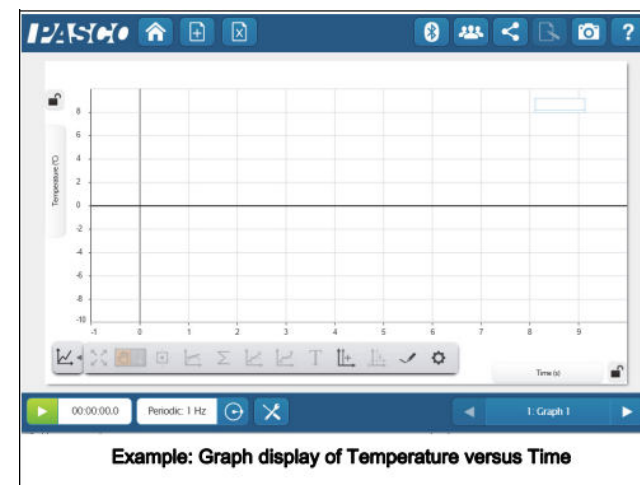 PASCO
?
8
6
4
2
0
-2
-4
-6
-8
-10
Temperature (°C)
-1 0 1 2 3 4 5 6 7 8 9
Σ T
Time (s)
00:00:00.0 Periodic: 1 Hz 1: Graph 1
Example: Graph display of Temperature versus Time